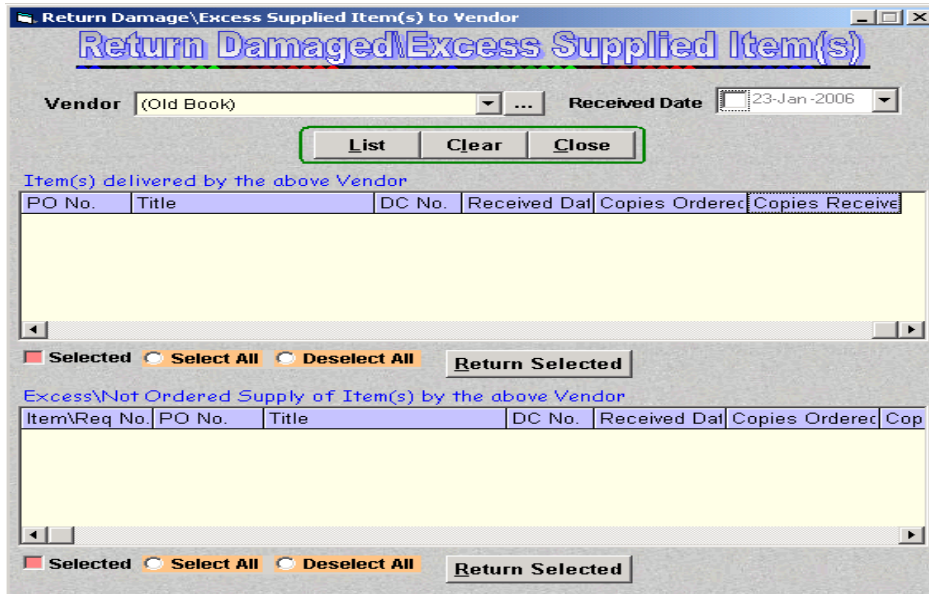 Return Damage\Excess Supplied Item(s) to Vendor
Return Damaged\Excess Supplied Item(s)
Vendor (Old Book) ... Received Date 23-Jan-2006
List Clear Close
Item(s) delivered by the above Vendor
PO No. Title DC No. Received Dat Copies Ordered Copies Receive
Selected Select All Deselect All Return Selected
Excess\Not Ordered Supply of Item(s) by the above Vendor
Item\Req No. PO No. Title DC No. Received Dat Copies Ordered Cop
Selected Select All Deselect All Return Selected